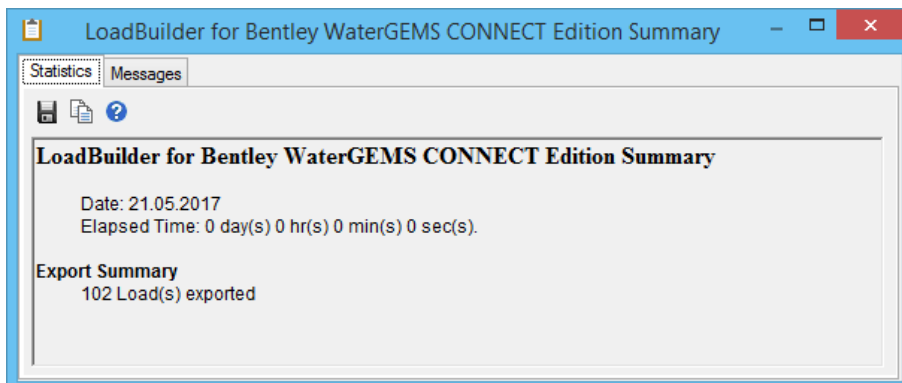 LoadBuilder for Bentley WaterGEMS CONNECT Edition Summary
Statistics Messages
LoadBuilder for Bentley WaterGEMS CONNECT Edition Summary
Date: 21.05.2017
Elapsed Time: 0 day(s) 0 hr(s) 0 min(s) 0 sec(s).
Export Summary
102 Load(s) exported